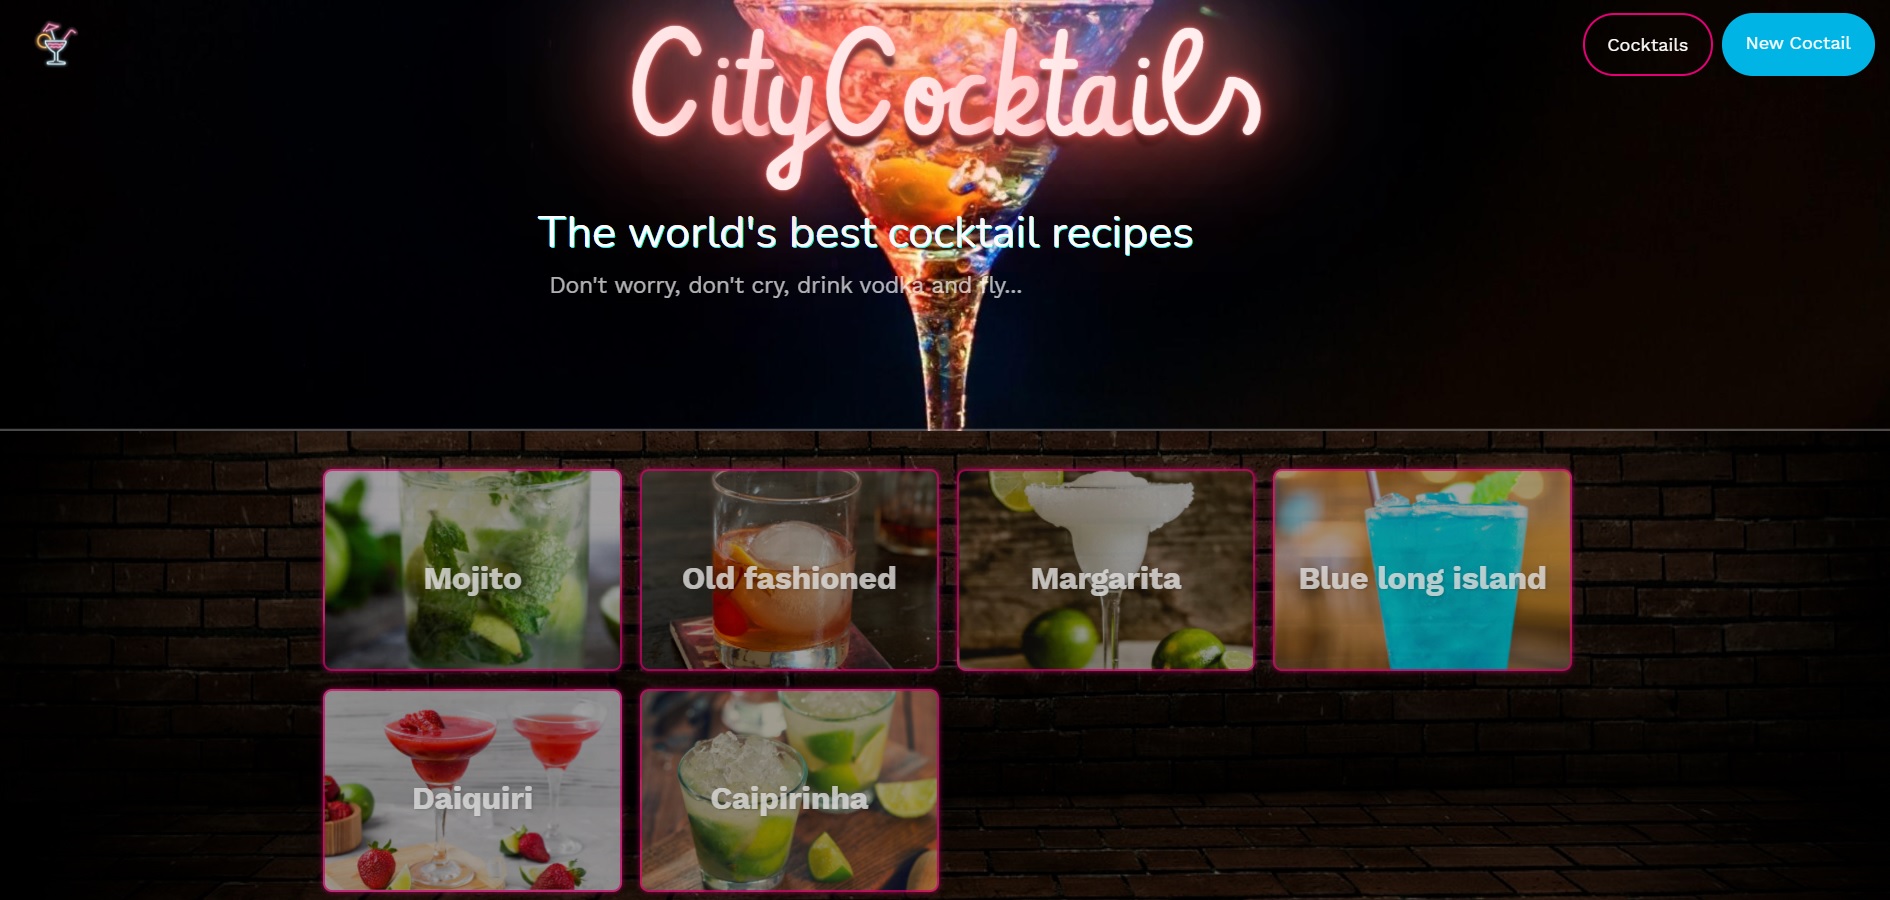 CityCocktails
Cocktails
New Coctail
The world's best cocktail recipes
Don't worry, don't cry, drink vodka and fly...
Mojito
Old fashioned
Margarita
Blue long island
Daiquiri
Caipirinha